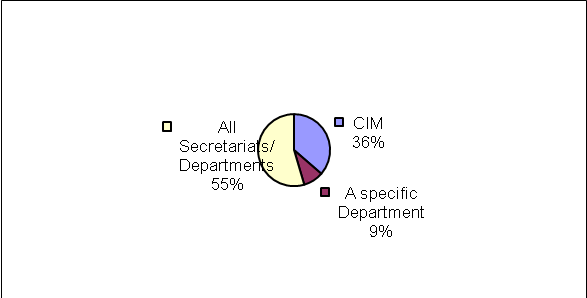 All
Secretariats/
Departments
55%
CIM
36%
A specific
Department
9%